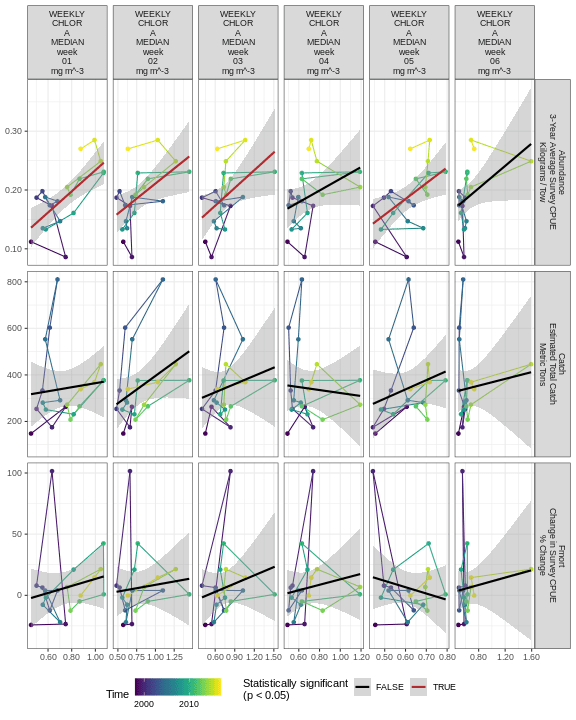 WEEKLY
CHLOR
A
MEDIAN
week
01
mg m^-3
WEEKLY
CHLOR
A
MEDIAN
week
02
mg m^-3
WEEKLY
CHLOR
A
MEDIAN
week
03
mg m^-3
WEEKLY
CHLOR
A
MEDIAN
week
04
mg m^-3
WEEKLY
CHLOR
A
MEDIAN
week
05
mg m^-3
WEEKLY
CHLOR
A
MEDIAN
week
06
mg m^-3
0.30
0.20
0.10
Abundance
3-Year Average Survey CPUE
Kilograms / Tow
800
600
400
200
Catch
Estimated Total Catch
Metric Tons
100
50
0
Fmort
Change in Survey CPUE
% Change
0.60 0.80 1.00
0.50 0.75 1.00 1.25
0.60 0.90 1.20 1.50
0.60 0.80 1.00 1.20
0.50 0.60 0.70 0.80
0.80 1.20 1.60
Time
2000 2010
Statistically significant
(p < 0.05)
FALSE
TRUE